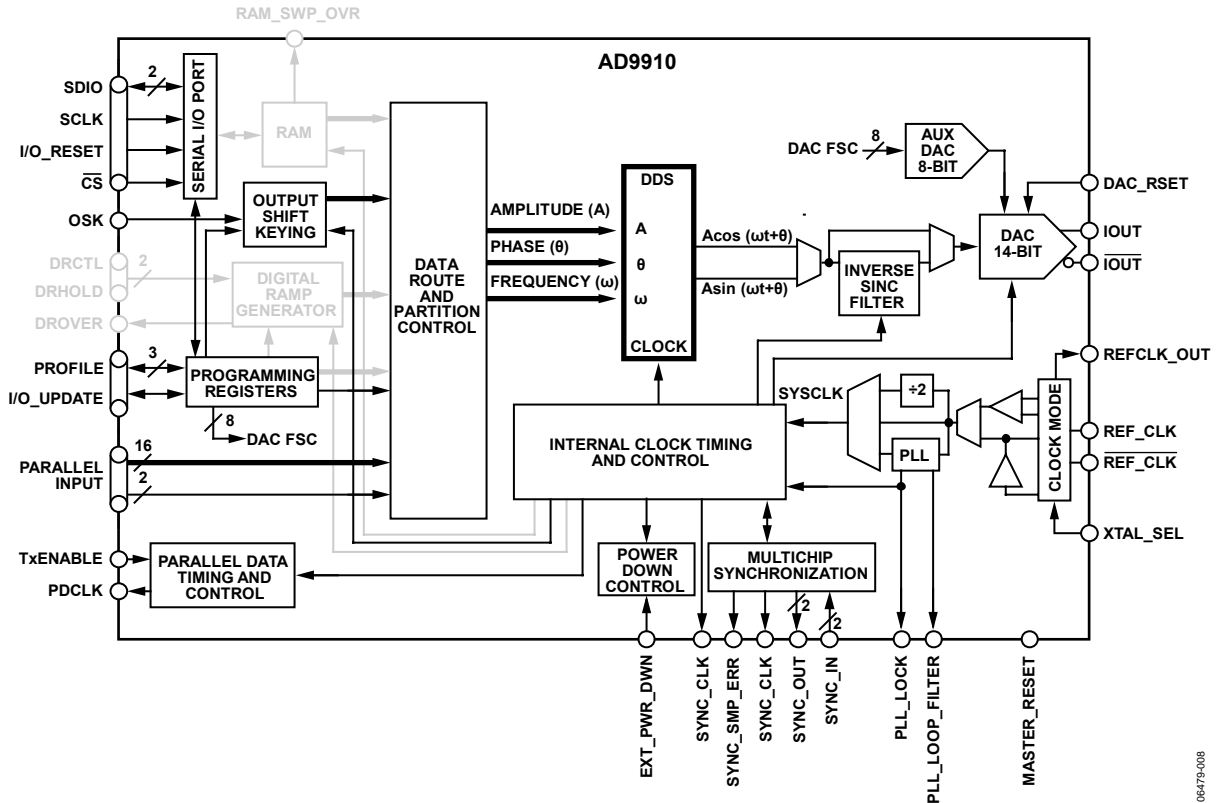 RAM_SWP_OVR
AD9910
SDIO
2
SCLK
I/O_RESET
CS
SERIAL I/O PORT
RAM
OSK
OUTPUT
SHIFT
KEYING
DRCTL
2
DRHOLD
DROVER
DIGITAL
RAMP
GENERATOR
PROFILE
3
I/O_UPDATE
PROGRAMMING
REGISTERS
8
DAC FSC
PARALLEL
INPUT
16
2
TxENABLE
PDCLK
PARALLEL DATA
TIMING AND
CONTROL
DATA
ROUTE
AND
PARTITION
CONTROL
AMPLITUDE (A)
PHASE (θ)
FREQUENCY (ω)
DDS
A
θ
ω
CLOCK
Acos (ωt+θ)
Asin (ωt+θ)
INVERSE
SINC
FILTER
DAC FSC
8
AUX
DAC
8-BIT
DAC
14-BIT
DAC_RSET
IOUT
IOUT
REFCLK_OUT
REF_CLK
REF_CLK
XTAL_SEL
CLOCK MODE
SYSCLK
÷2
PLL
INTERNAL CLOCK TIMING
AND CONTROL
POWER
DOWN
CONTROL
MULTICHIP
SYNCHRONIZATION
2
2
EXT_PWR_DWN
SYNC_CLK
SYNC_SMP_ERR
SYNC_CLK
SYNC_OUT
SYNC_IN
PLL_LOCK
PLL_LOOP_FILTER
MASTER_RESET
06479-008